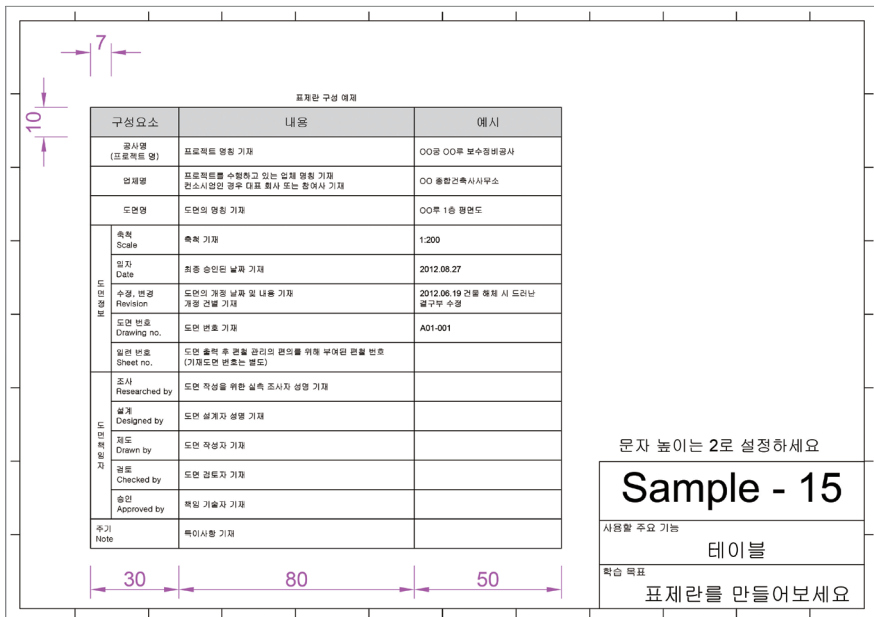 7
10
표제란 구성 예제
구성요소 내용 예시
공사명
(프로젝트 명)
프로젝트 명칭 기재
OO궁 OO루 보수정비공사
업체명
프로젝트를 수행하고 있는 업체 명칭 기재
컨소시엄인 경우 대표 회사 또는 참여사 기재
OO 종합건축사사무소
도면명
도면의 명칭 기재
OO루 1층 평면도
도면정보
축척
Scale
축척 기재
1:200
일자
Date
최종 승인된 날짜 기재
2012.08.27
수정, 변경
Revision
도면의 개정 날짜 및 내용 기재
개정 건별 기재
2012.06.19 건물 해체 시 드러난
결구부 수정
도면 번호
Drawing no.
도면 번호 기재
A01-001
일련 번호
Sheet no.
도면 출력 후 편철 관리의 편의를 위해 부여된 편철 번호
(기재도면 번호는 별도)
도면책임자
조사
Researched by
도면 작성을 위한 실측 조사자 성명 기재
설계
Designed by
도면 설계자 성명 기재
제도
Drawn by
도면 작성자 기재
검토
Checked by
도면 검토자 기재
승인
Approved by
책임 기술자 기재
주기
Note
특이사항 기재
30 80 50
문자 높이는 2로 설정하세요
Sample - 15
사용할 주요 기능
테이블
학습 목표
표제란를 만들어보세요